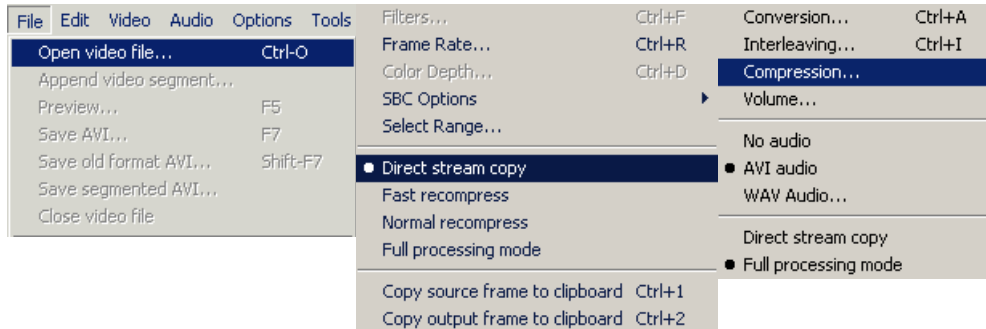 File Edit Video Audio Options Tools
Open video file... Ctrl-O
Append video segment...
Preview... F5
Save AVI... F7
Save old format AVI... Shift-F7
Save segmented AVI...
Close video file
Filters... Ctrl+F
Frame Rate... Ctrl+R
Color Depth... Ctrl+D
SBC Options
Select Range...
Direct stream copy
Fast recompress
Normal recompress
Full processing mode
Copy source frame to clipboard Ctrl+1
Copy output frame to clipboard Ctrl+2
Conversion... Ctrl+A
Interleaving... Ctrl+I
Compression...
Volume...
No audio
AVI audio
WAV Audio...
Direct stream copy
Full processing mode